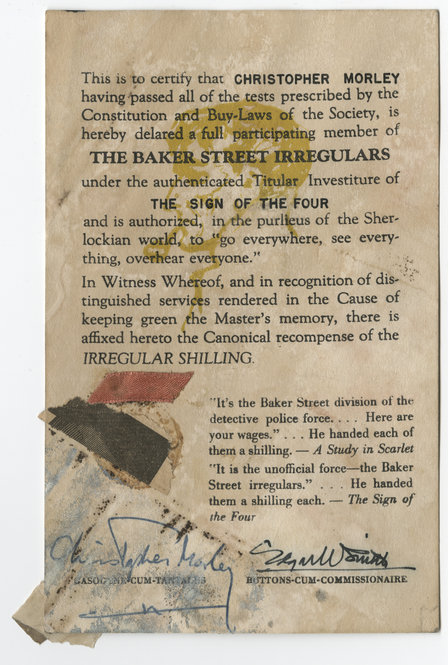 This is to certify that CHRISTOPHER MORLEY
having passed all of the tests prescribed by the
Constitution and Buy-Laws of the Society, is
hereby delared a full participating member of
THE BAKER STREET IRREGULARS
under the authenticated Titular Investiture of
THE SIGN OF THE FOUR
and is authorized, in the purlieus of the Sher-
lockian world, to "go everywhere, see every-
thing, overhear everyone."
In Witness Whereof, and in recognition of dis-
tinguished services rendered in the Cause of
keeping green the Master's memory, there is
affixed hereto the Canonical recompense of the
IRREGULAR SHILLING.
"It's the Baker Street division of the
detective police force. . . . Here are
your wages." . . . He handed each of
them a shilling. — A Study in Scarlet
"It is the unofficial force—the Baker
Street irregulars." . . . He handed
them a shilling each. — The Sign of
the Four
Christopher Morley
GASOGENE-CUM-TANTALUS
Edgar W Smith
BUTTONS-CUM-COMMISSIONAIRE